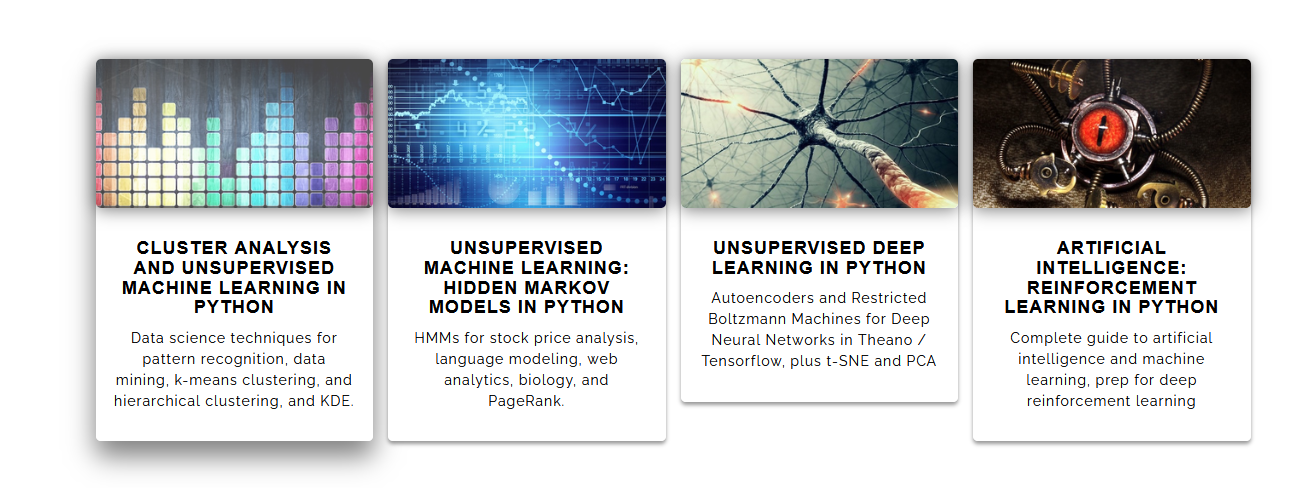 CLUSTER ANALYSIS
AND UNSUPERVISED
MACHINE LEARNING IN
PYTHON
Data science techniques for
pattern recognition, data
mining, k-means clustering, and
hierarchical clustering, and KDE.
UNSUPERVISED
MACHINE LEARNING:
HIDDEN MARKOV
MODELS IN PYTHON
HMMs for stock price analysis,
language modeling, web
analytics, biology, and
PageRank.
UNSUPERVISED DEEP
LEARNING IN PYTHON
Autoencoders and Restricted
Boltzmann Machines for Deep
Neural Networks in Theano /
Tensorflow, plus t-SNE and PCA
ARTIFICIAL
INTELLIGENCE:
REINFORCEMENT
LEARNING IN PYTHON
Complete guide to artificial
intelligence and machine
learning, prep for deep
reinforcement learning